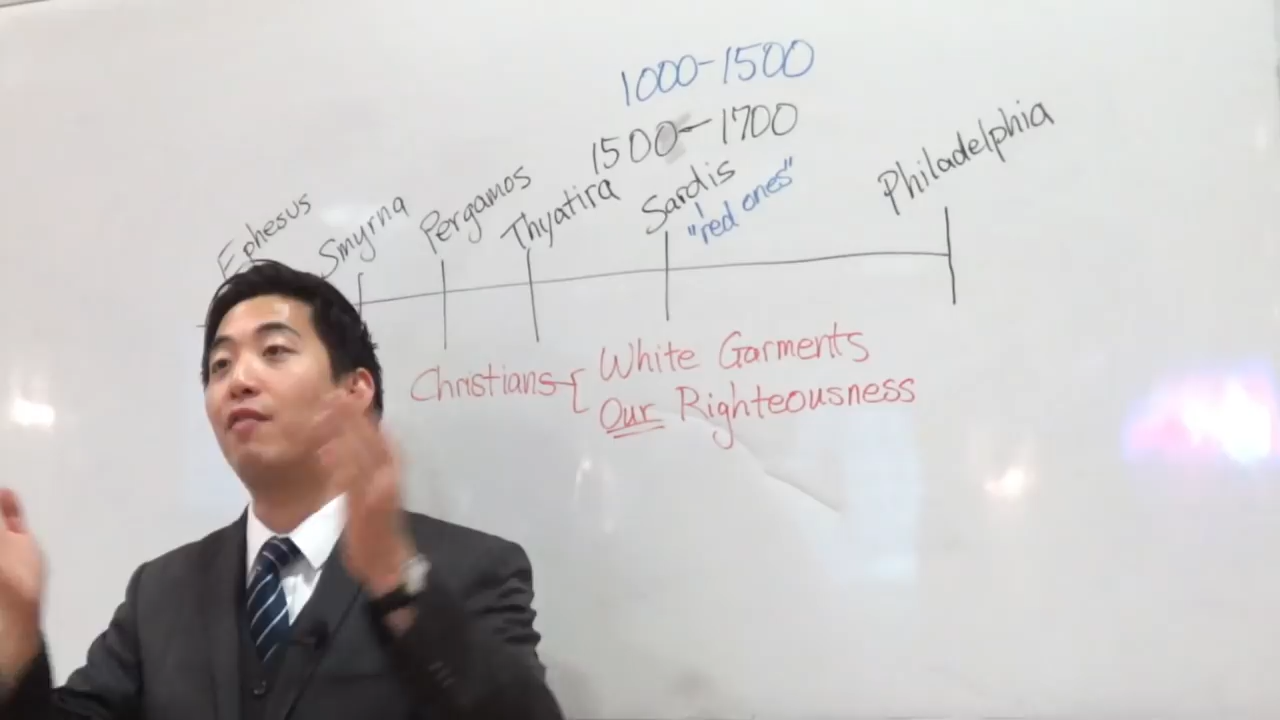 1000-1500
1500-1700
Ephesus
Smyrna
Pergamos
Thyatira
Sardis
"red ones"
Philadelphia
Christians
White Garments
Our Righteousness